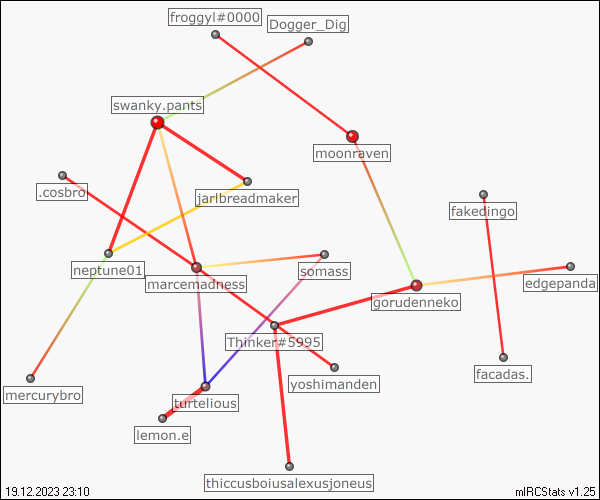 froggyl#0000
Dogger_Dig
swanky.pants
moonraven
.cosbro
jarlbreadmaker
fakedingo
neptune01
marcemadness
somass
gorudenneko
edgepanda
Thinker#5995
mercurybro
turtelious
yoshimanden
facadas.
lemon.e
thiccusboiusalexusjoneus
19.12.2023 23:10
mIRCStats v1.25